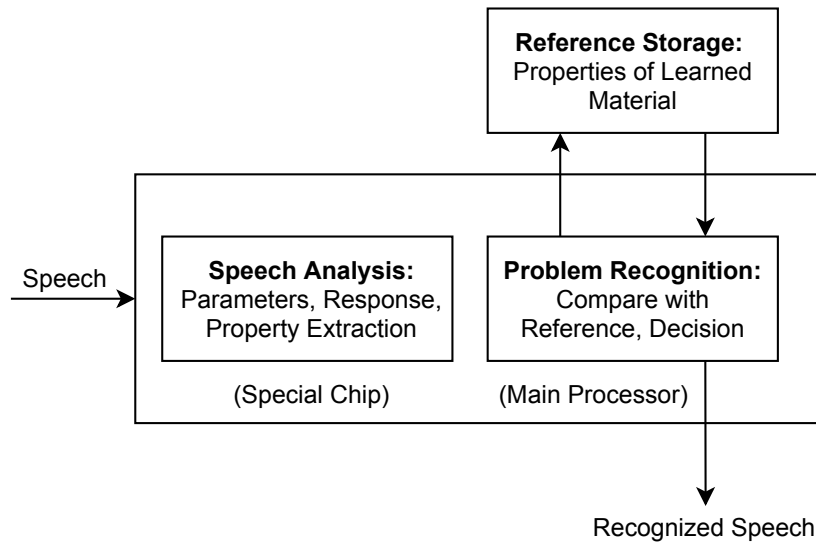 Reference Storage:
Properties of Learned
Material
Speech
Speech Analysis:
Parameters, Response,
Property Extraction
Problem Recognition:
Compare with
Reference, Decision
(Special Chip)
(Main Processor)
Recognized Speech